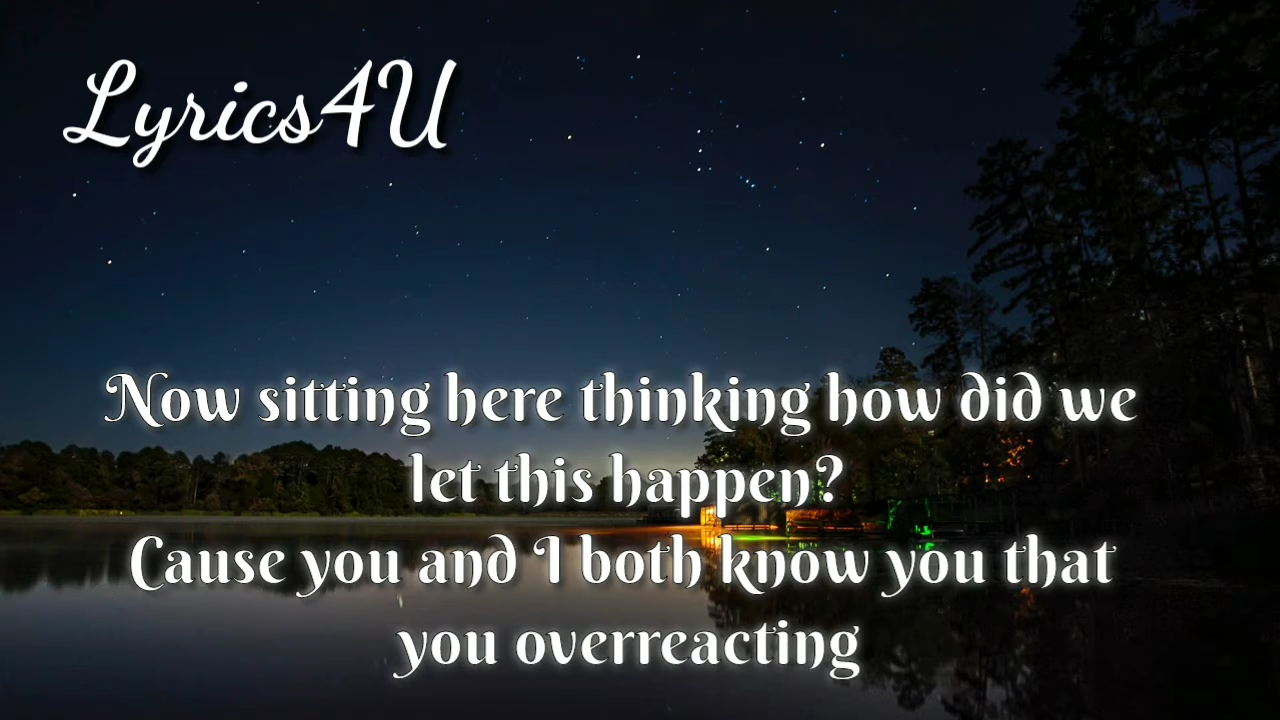 Lyrics4U
Now sitting here thinking how did we
let this happen?
Cause you and I both know you that
you overreacting